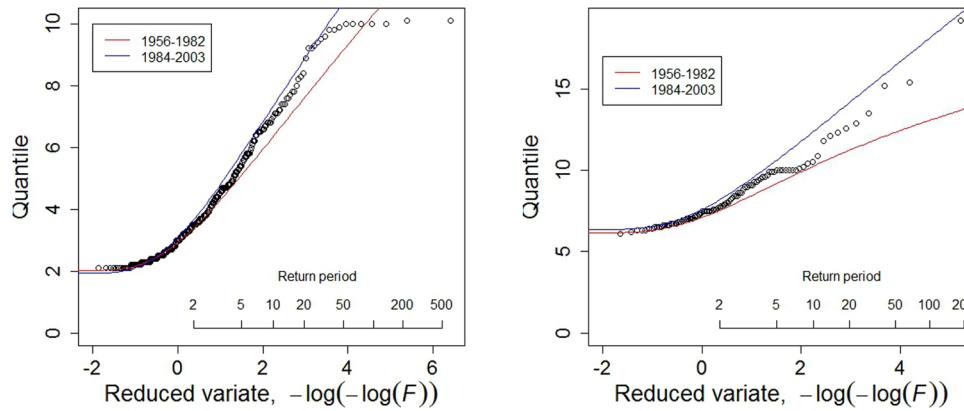 10
8
6
4
2
0
Quantile
1956-1982
1984-2003
Return period
2 5 10 20 50 200 500
-2 0 2 4 6
Reduced variate, −log(−log(F))
15
10
5
0
Quantile
1956-1982
1984-2003
Return period
2 5 10 20 50 100
-2 0 2 4
Reduced variate, −log(−log(F))